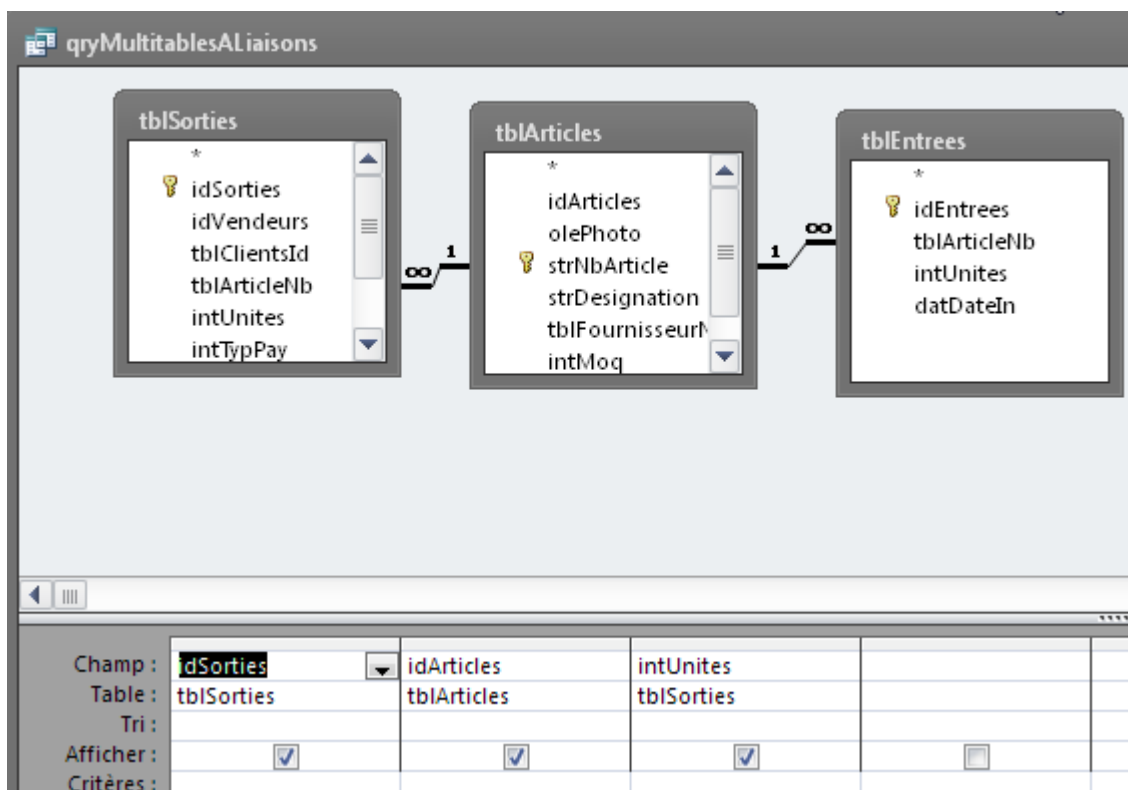 qryMultitablesALiaisons
tblSorties
*
idSorties
idVendeurs
tblClientsId
tblArticleNb
intUnites
intTypPay
∞ 1
tblArticles
*
idArticles
olePhoto
strNbArticle
strDesignation
tblFournisseurN
intMoq
1 ∞
tblEntrees
*
idEntrees
tblArticleNb
intUnites
datDateIn
Champ : idSorties idArticles intUnites
Table : tblSorties tblArticles tblSorties
Tri :
Afficher :
Critères :